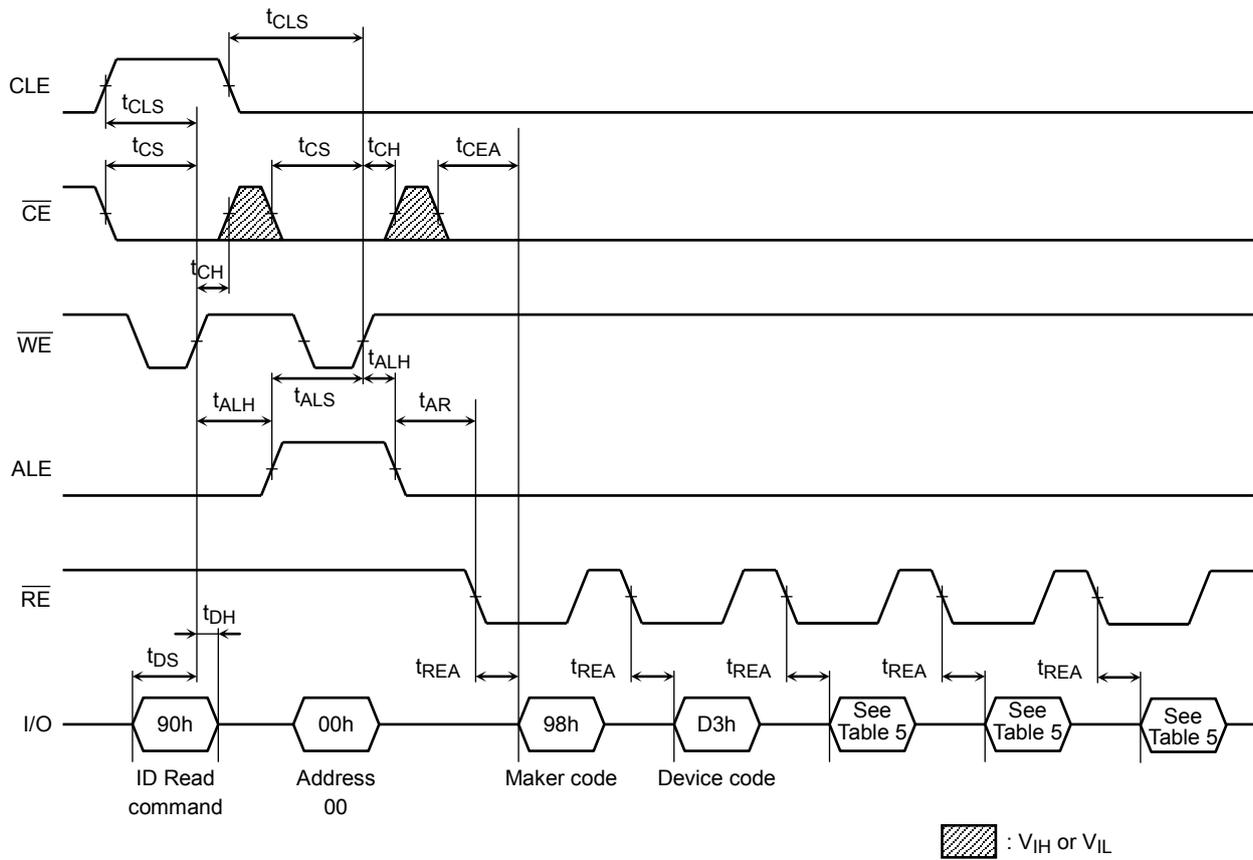 tCLS
CLE
tCLS
tCS tCS tCH tCEA
CE
tCH
WE
tALH
tALH tALS tAR
ALE
RE
tDH
tDS tREA tREA tREA tREA tREA
I/O 90h 00h 98h D3h See Table 5 See Table 5 See Table 5
ID Read command Address 00 Maker code Device code
: VIH or VIL